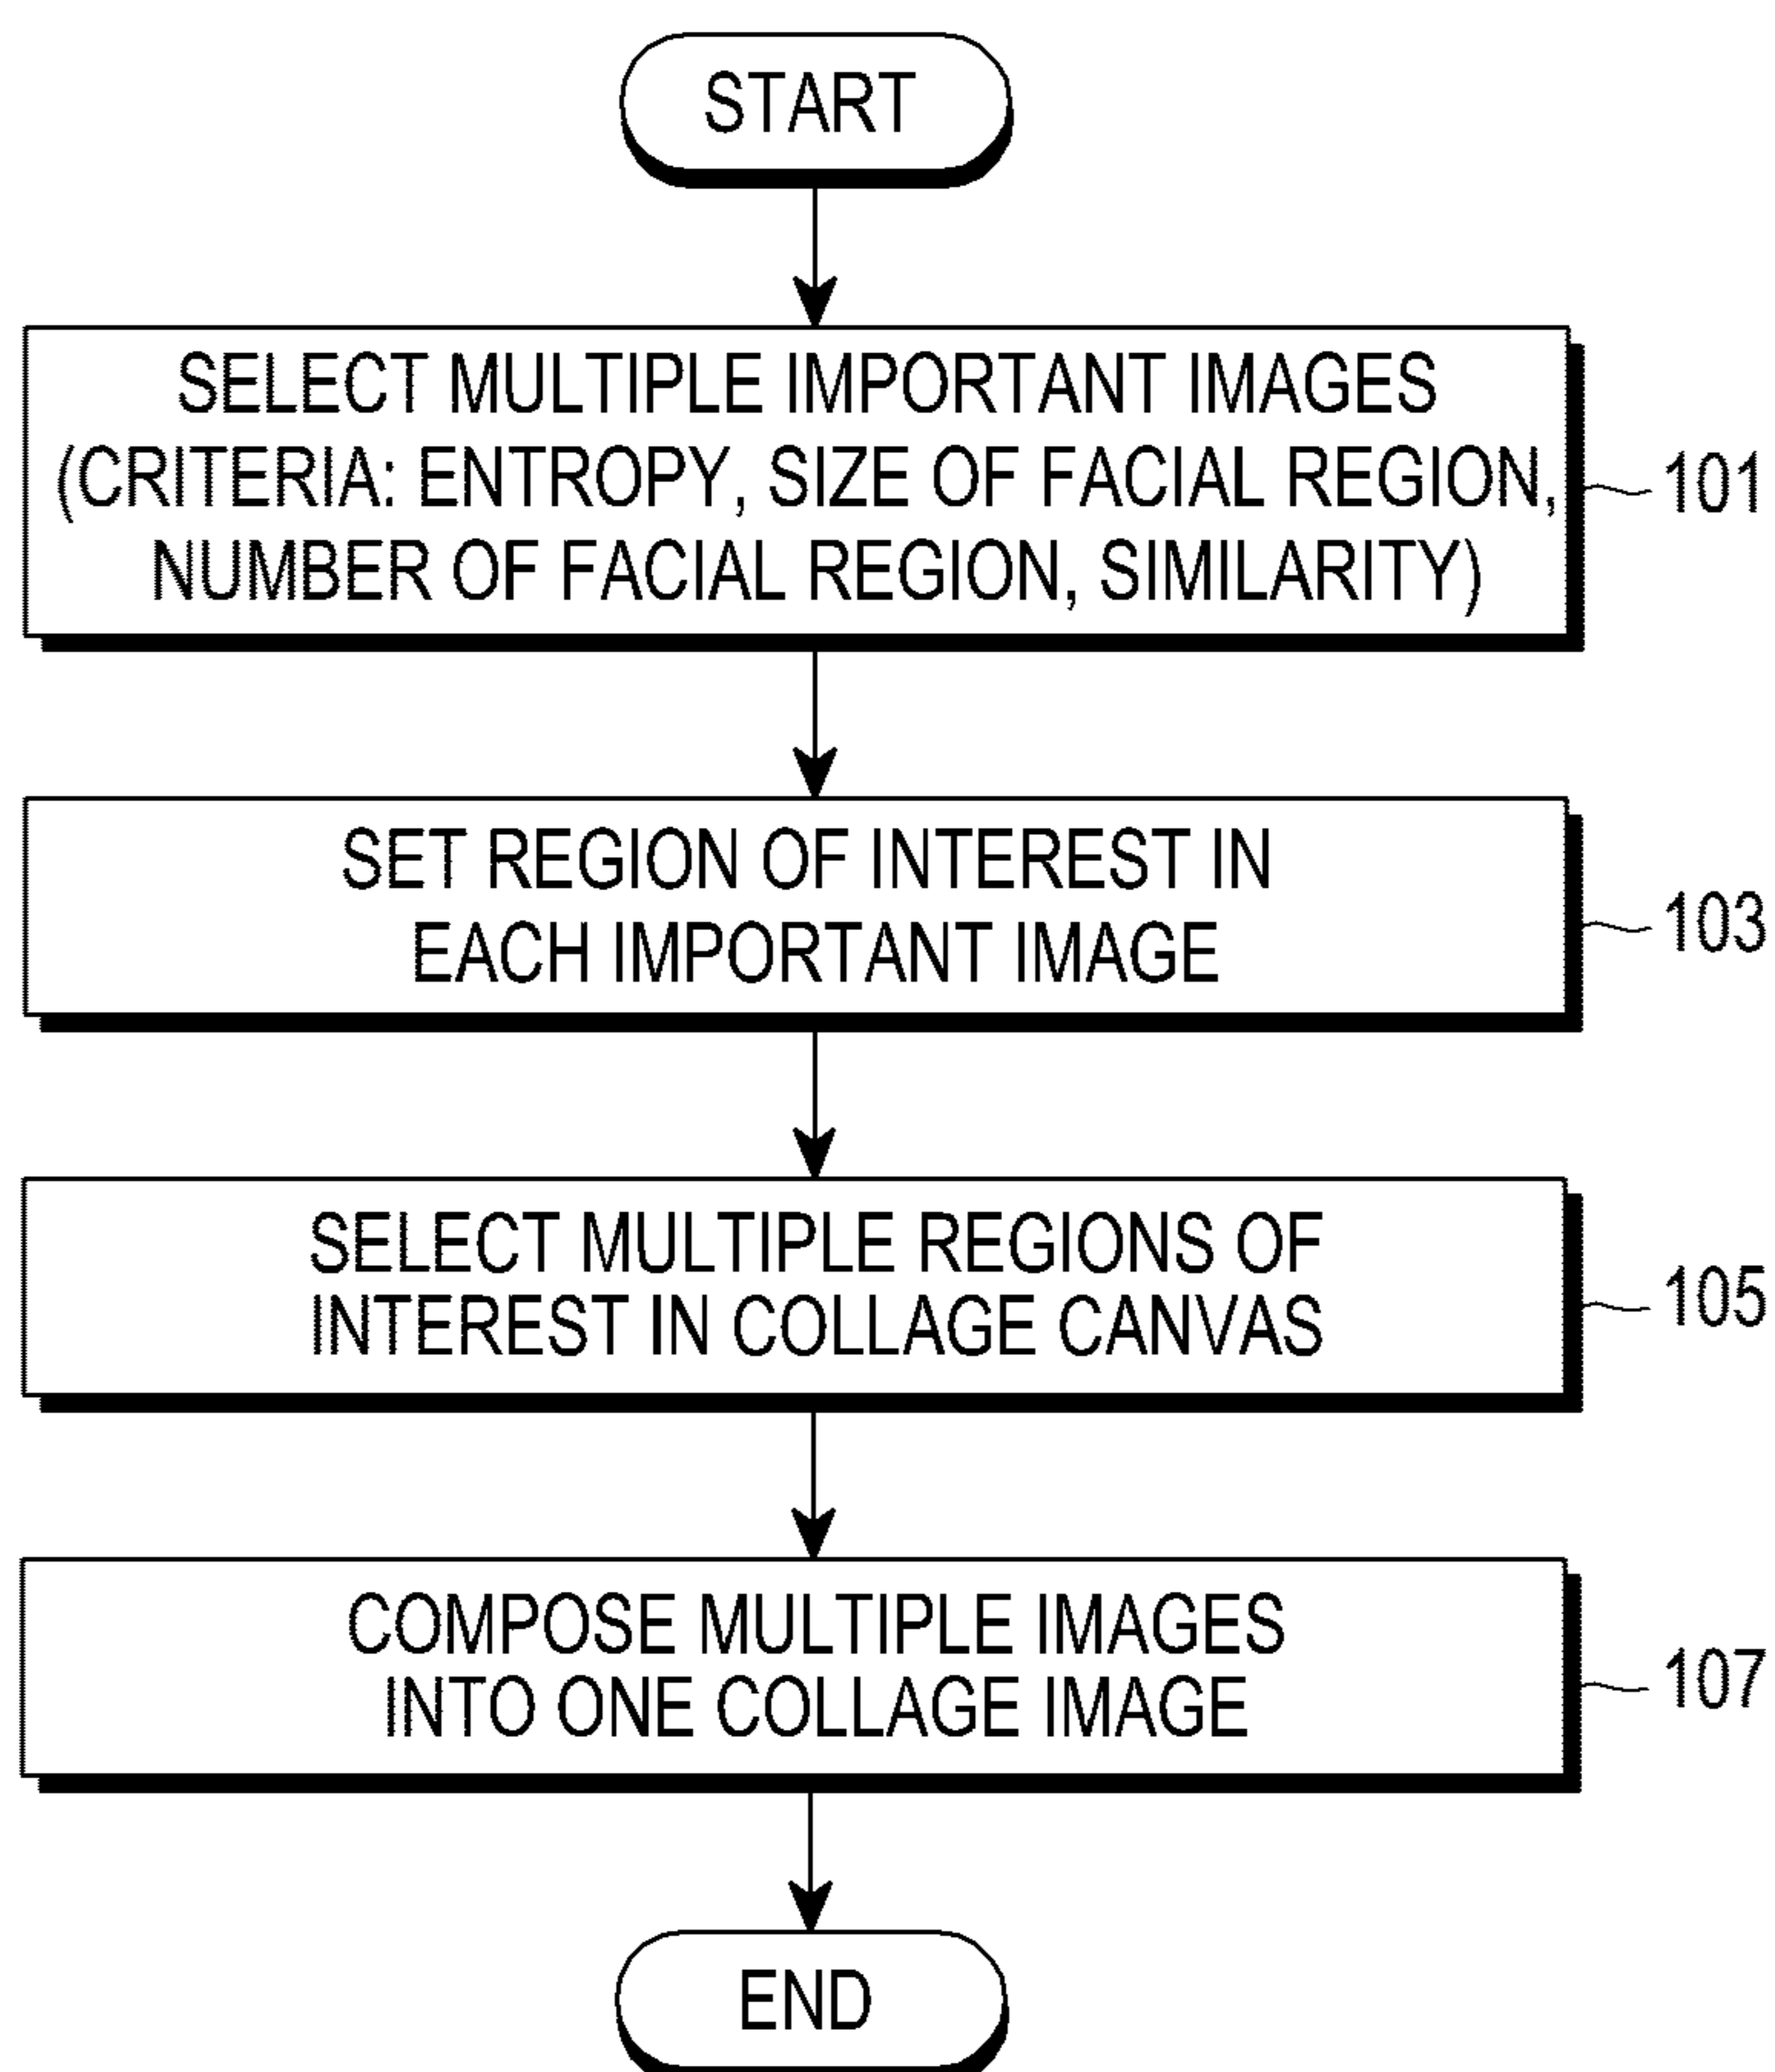 START
SELECT MULTIPLE IMPORTANT IMAGES
(CRITERIA: ENTROPY, SIZE OF FACIAL REGION,
NUMBER OF FACIAL REGION, SIMILARITY)
101
SET REGION OF INTEREST IN
EACH IMPORTANT IMAGE
103
SELECT MULTIPLE REGIONS OF
INTEREST IN COLLAGE CANVAS
105
COMPOSE MULTIPLE IMAGES
INTO ONE COLLAGE IMAGE
107
END